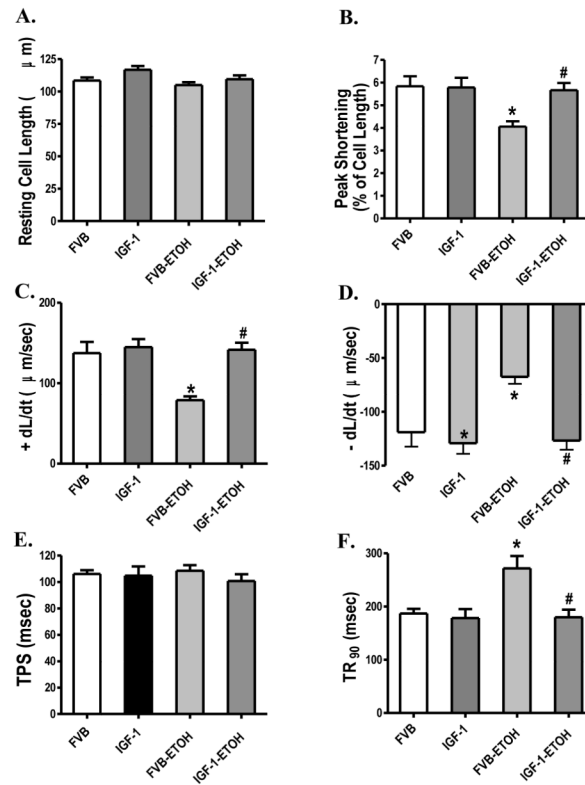 A.
Resting Cell Length ( μ m)
125
100
75
50
25
0
FVB
IGF-1
FVB-ETOH
IGF-1-ETOH
B.
Peak Shortening
(% of Cell Length)
7
6
5
4
3
2
1
0
*
#
FVB
IGF-1
FVB-ETOH
IGF-1-ETOH
C.
+ dL/dt ( μ m/sec)
200
150
100
50
0
*
#
FVB
IGF-1
FVB-ETOH
IGF-1-ETOH
D.
- dL/dt ( μ m/sec)
0
-50
-100
-150
*
*
#
FVB
IGF-1
FVB-ETOH
IGF-1-ETOH
E.
TPS (msec)
120
100
80
60
40
20
0
FVB
IGF-1
FVB-ETOH
IGF-1-ETOH
F.
TR90 (msec)
300
200
100
0
*
#
FVB
IGF-1
FVB-ETOH
IGF-1-ETOH